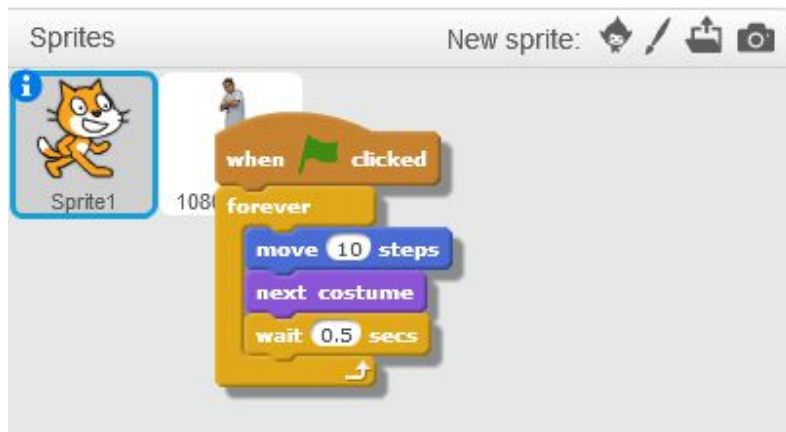 Sprites New sprite:
i
when clicked
Sprite1 108
forever
move 10 steps
next costume
wait 0.5 secs